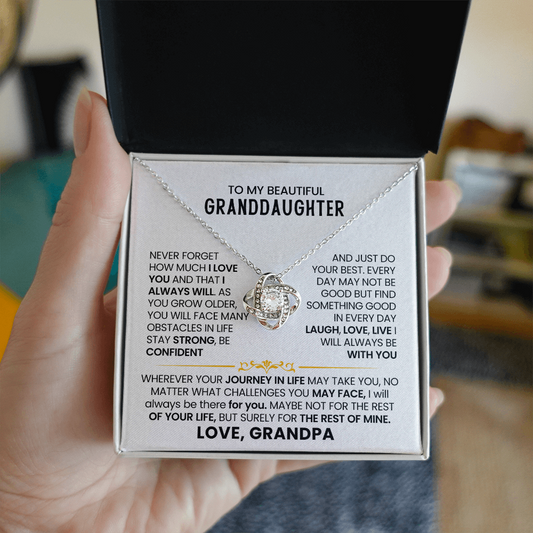 TO MY BEAUTIFUL
GRANDDAUGHTER
NEVER FORGET
HOW MUCH I LOVE
YOU AND THAT I
ALWAYS WILL. AS
YOU GROW OLDER,
YOU WILL FACE MANY
OBSTACLES IN LIFE
STAY STRONG, BE
CONFIDENT
AND JUST DO
YOUR BEST. EVERY
DAY MAY NOT BE
GOOD BUT FIND
SOMETHING GOOD
IN EVERY DAY
LAUGH, LOVE, LIVE I
WILL ALWAYS BE
WITH YOU
WHEREVER YOUR JOURNEY IN LIFE MAY TAKE YOU, NO
MATTER WHAT CHALLENGES YOU MAY FACE, I will
always be there for you. MAYBE NOT FOR THE REST
OF YOUR LIFE, BUT SURELY FOR THE REST OF MINE.
LOVE, GRANDPA